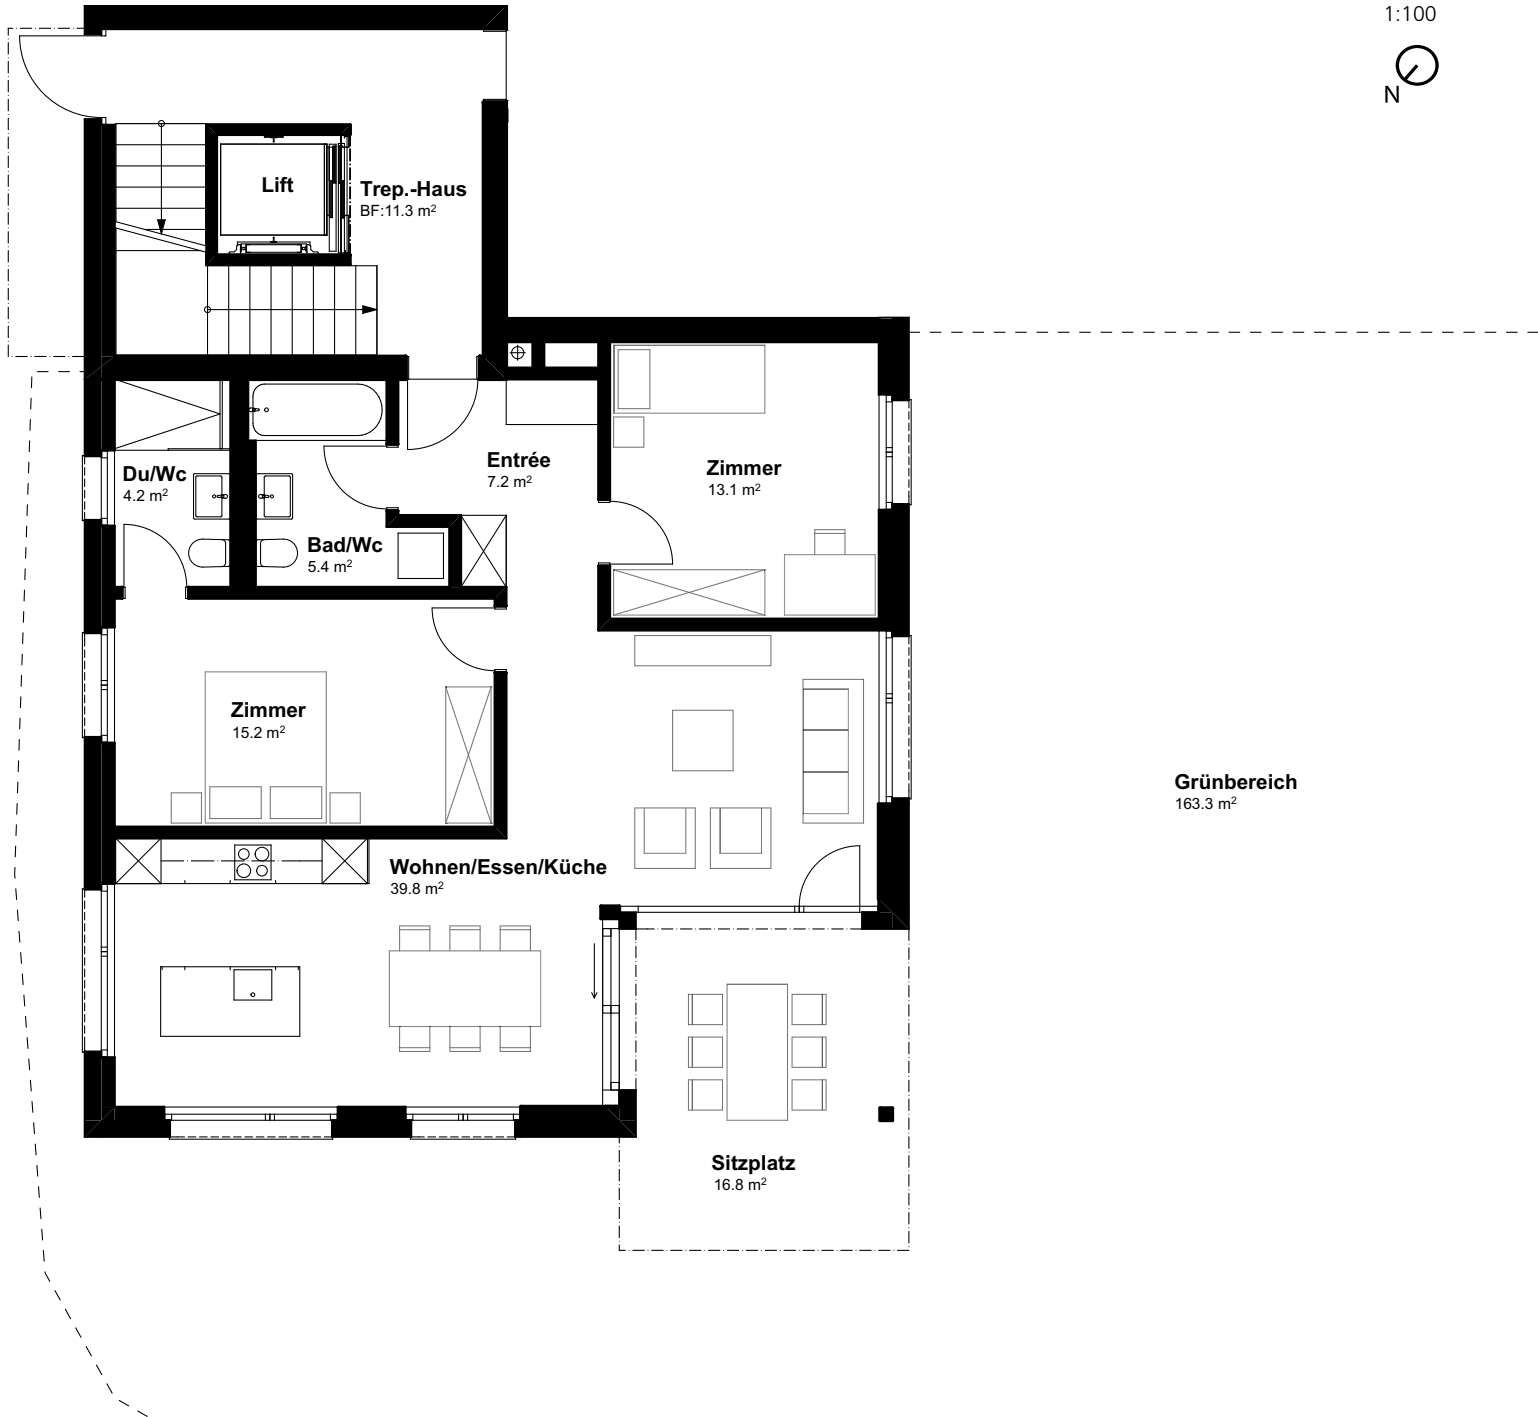 1:100
N
Lift
Trep.-Haus
BF:11.3 m²
Du/Wc
4.2 m²
Entrée
7.2 m²
Zimmer
13.1 m²
Bad/Wc
5.4 m²
Zimmer
15.2 m²
Grünbereich
163.3 m²
Wohnen/Essen/Küche
39.8 m²
Sitzplatz
16.8 m²